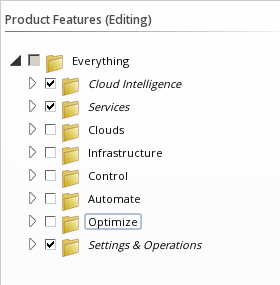 Product Features (Editing)
Everything
Cloud Intelligence
Services
Clouds
Infrastructure
Control
Automate
Optimize
Settings & Operations